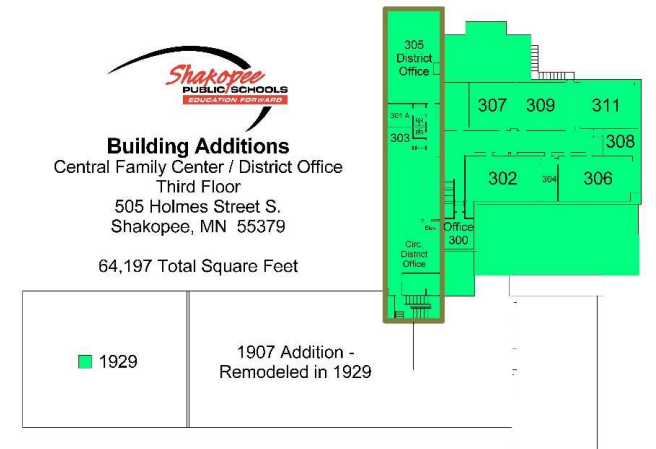 Shakopee
PUBLIC SCHOOLS
EDUCATION FORWARD
Building Additions
Central Family Center / District Office
Third Floor
505 Holmes Street S.
Shakopee, MN 55379
64,197 Total Square Feet
305
District
Office
301 A
303
307
309
311
308
302
304
306
Elev.
Office
300
Circ.
District
Office
1929
1907 Addition -
Remodeled in 1929